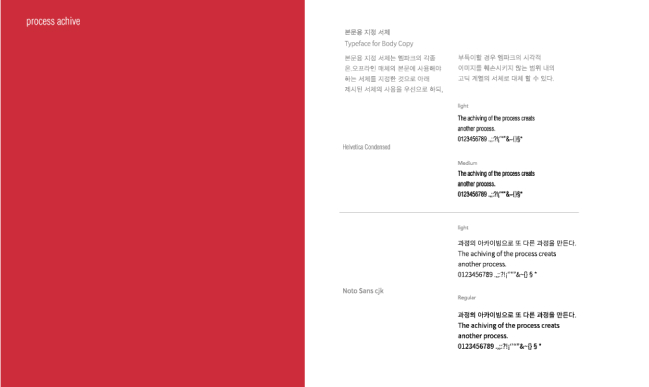 process achive
본문용 지정 서체
Typeface for Body Copy
본문용 지정 서체는 템파크의 각종
온.오프라인 매체의 본문에 사용해야
하는 서체를 지정한 것으로 아래
제시된 서체의 사용을 우선으로 하되,
부득이할 경우 템파크의 시각적
이미지를 훼손시키지 않는 범위 내의
고딕 계열의 서체로 대체 할 수 있다.
Helvetica Condensed
light
The achiving of the process creats
another process.
0123456789 .,;:?!¡"""&~{}§*
Medium
The achiving of the process creats
another process.
0123456789 .,;:?!¡"""&~{}§*
Noto Sans cjk
light
과정의 아카이빙으로 또 다른 과정을 만든다.
The achiving of the process creats
another process.
0123456789 .,;:?!¡"""&~{} § *
Regular
과정의 아카이빙으로 또 다른 과정을 만든다.
The achiving of the process creats
another process.
0123456789 .,;:?!¡"""&~{} § *